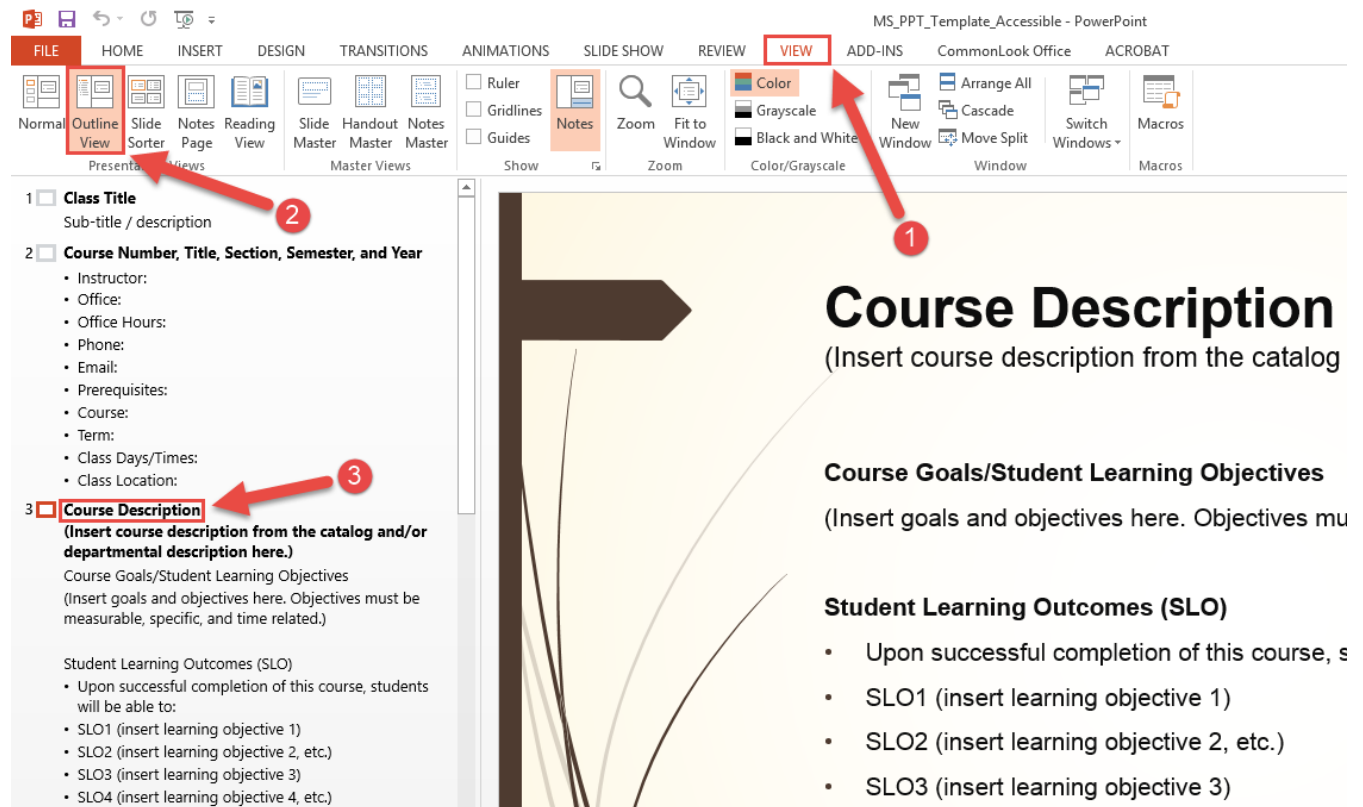 MS_PPT_Template_Accessible - PowerPoint
FILE HOME INSERT DESIGN TRANSITIONS ANIMATIONS SLIDE SHOW REVIEW VIEW ADD-INS CommonLook Office ACROBAT
Normal
Outline View
Slide Sorter
Notes Page
Reading View
Slide Master
Handout Master
Notes Master
Ruler
Gridlines
Guides
Notes
Zoom
Fit to Window
Color
Grayscale
Black and White
New Window
Arrange All
Cascade
Move Split
Switch Windows
Macros
Views
Master Views
Show
Zoom
Color/Grayscale
Window
Macros
1
2
3
1 Class Title
Sub-title / description
2 Course Number, Title, Section, Semester, and Year
• Instructor:
• Office:
• Office Hours:
• Phone:
• Email:
• Prerequisites:
• Course:
• Term:
• Class Days/Times:
• Class Location:
3 Course Description
(Insert course description from the catalog and/or
departmental description here.)
Course Goals/Student Learning Objectives
(Insert goals and objectives here. Objectives must be
measurable, specific, and time related.)
Student Learning Outcomes (SLO)
• Upon successful completion of this course, students
will be able to:
• SLO1 (insert learning objective 1)
• SLO2 (insert learning objective 2, etc.)
• SLO3 (insert learning objective 3)
• SLO4 (insert learning objective 4, etc.)
Course Description
(Insert course description from the catalog
Course Goals/Student Learning Objectives
(Insert goals and objectives here. Objectives mu
Student Learning Outcomes (SLO)
• Upon successful completion of this course, s
• SLO1 (insert learning objective 1)
• SLO2 (insert learning objective 2, etc.)
• SLO3 (insert learning objective 3)